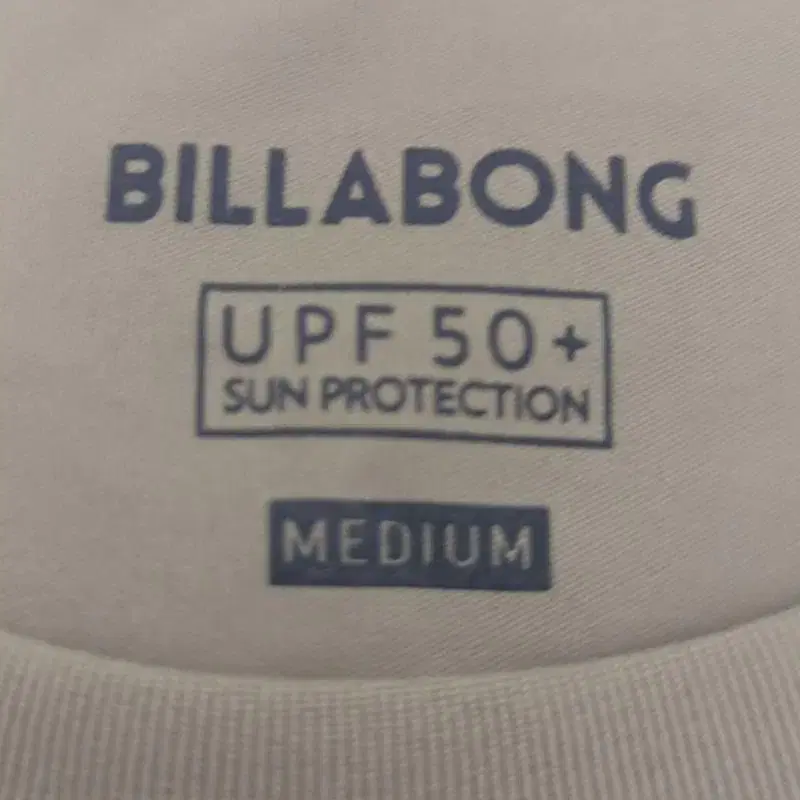 BILLABONG
UPF 50+
SUN PROTECTION
MEDIUM